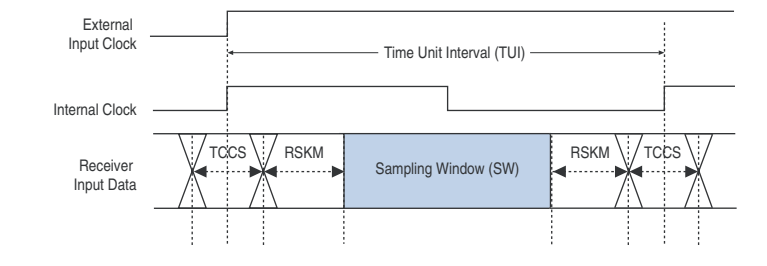 External
Input Clock
Time Unit Interval (TUI)
Internal Clock
Receiver
Input Data
TCCS
RSKM
Sampling Window (SW)
RSKM
TCCS